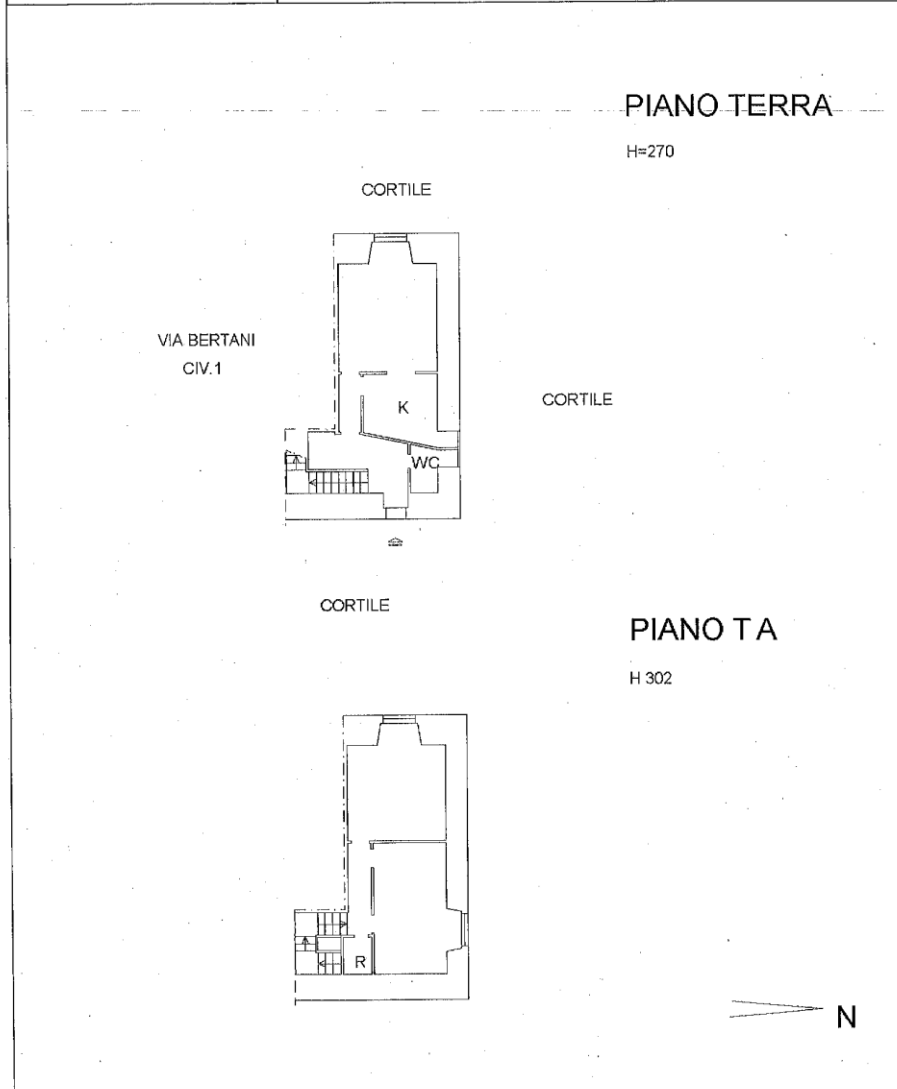 PIANO TERRA
H=270
CORTILE
VIA BERTANI
CIV.1
CORTILE
K
WC
CORTILE
PIANO T A
H 302
R
N